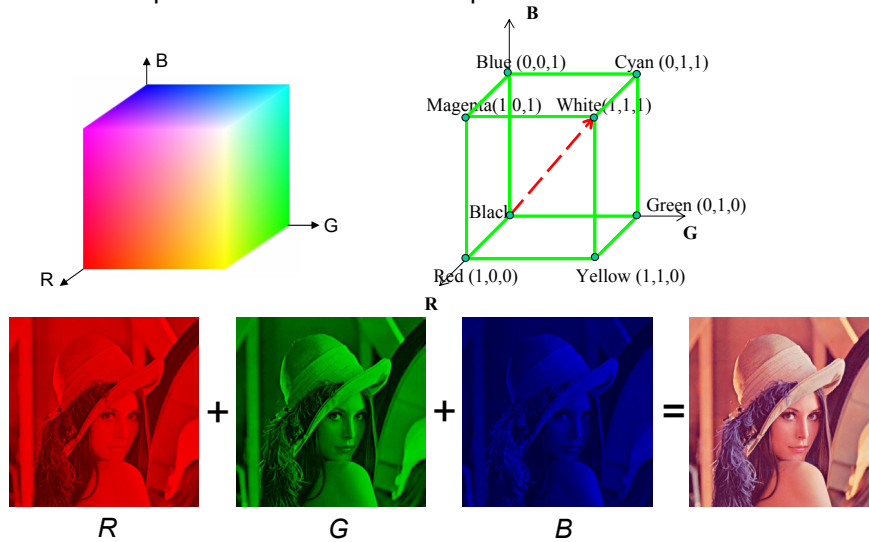 B
B
Blue (0,0,1) Cyan (0,1,1)
Magenta(1,0,1) White(1,1,1)
Black
Green (0,1,0)
G
G
R
Red (1,0,0) Yellow (1,1,0)
R
+ + =
R G B